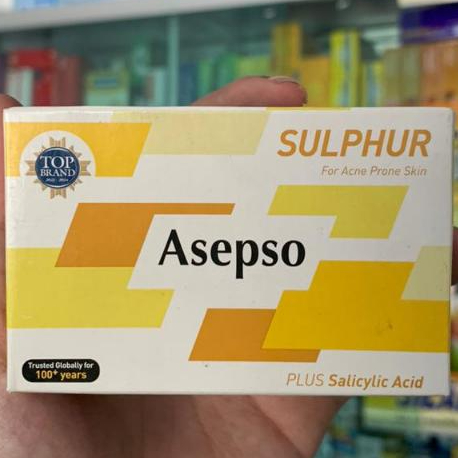 TOP
BRAND
SULPHUR
For Acne Prone Skin
Asepso
Trusted Globally for
100+ years
PLUS Salicylic Acid